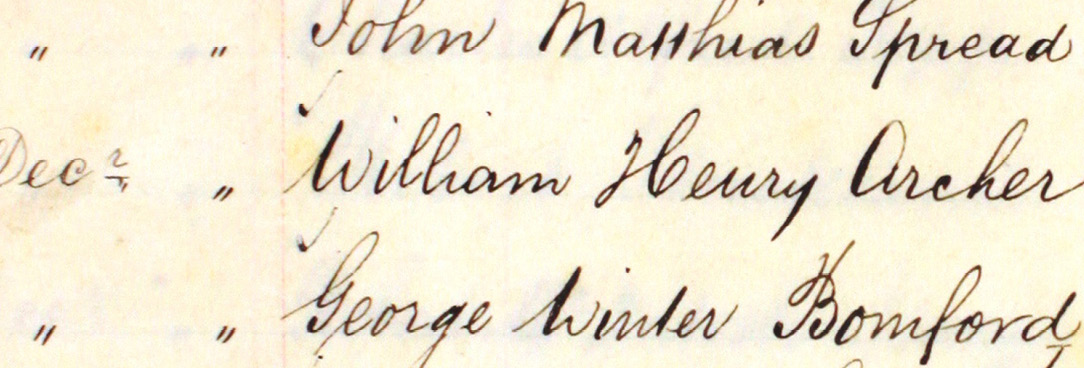 " " John Matthias Spread
Decr " William Henry Archer
" " George Winter Bomford